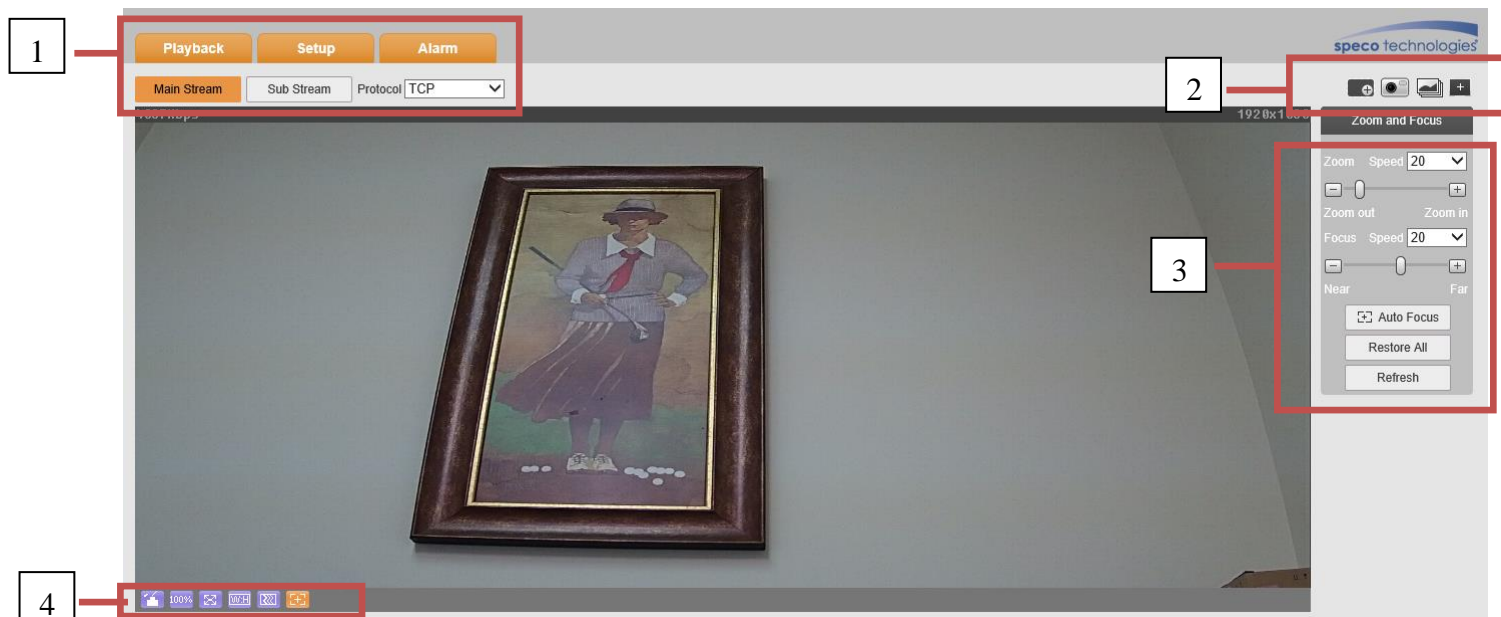 1
Playback Setup Alarm
speco technologies
Main Stream Sub Stream Protocol TCP
2
Zoom and Focus
Zoom Speed 20
Zoom out Zoom in
Focus Speed 20
3
Near Far
Auto Focus
Restore All
Refresh
4
100% W:H